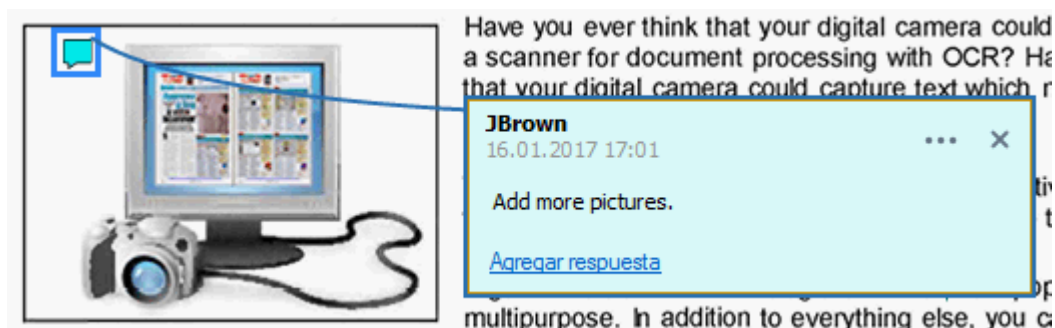 Have you ever think that your digital camera could
a scanner for document processing with OCR? Ha
that your digital camera could capture text which
JBrown
16.01.2017 17:01
Add more pictures.
Agregar respuesta
multipurpose. In addition to everything else, you ca